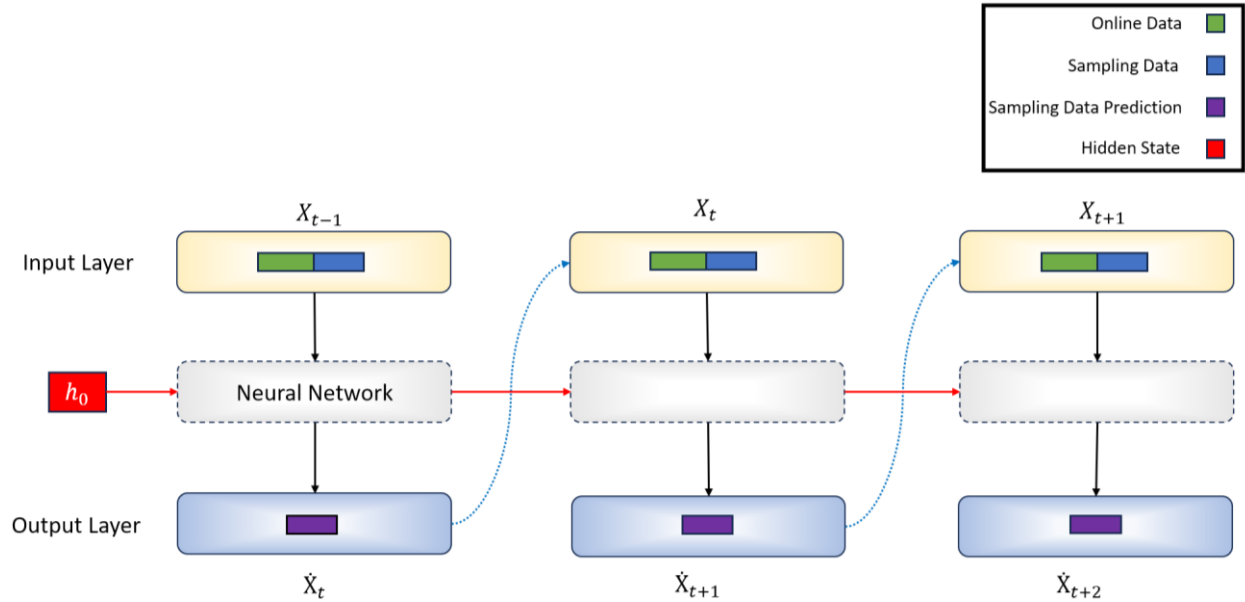 Online Data
Sampling Data
Sampling Data Prediction
Hidden State
X_{t−1}
X_t
X_{t+1}
Input Layer
h_0
Neural Network
Output Layer
Ẋ_t
Ẋ_{t+1}
Ẋ_{t+2}